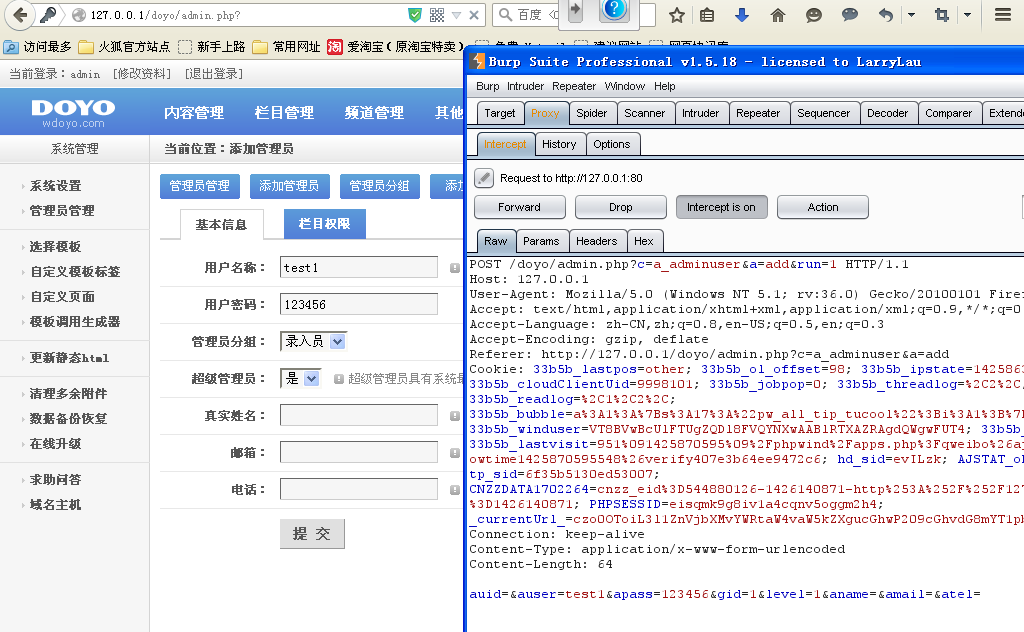 127.0.0.1/doyo/admin.php?
百度
访问最多 火狐官方站点 新手上路 常用网址 爱淘宝（原淘宝特卖）
当前登录：admin [修改资料] [退出登录]
DOYO
wdoyo.com
内容管理 栏目管理 频道管理 其他
系统管理
当前位置：添加管理员
系统设置
管理员管理
选择模板
自定义模板标签
自定义页面
模板调用生成器
更新静态html
清理多余附件
数据备份恢复
在线升级
求助问答
域名主机
管理员管理 添加管理员 管理员分组
基本信息 栏目权限
用户名称： test1
用户密码： 123456
管理员分组： 录入员
超级管理员： 是 超级管理员具有系统
真实姓名：
邮箱：
电话：
提 交
Burp Suite Professional v1.5.18 - licensed to LarryLau
Burp Intruder Repeater Window Help
Target Proxy Spider Scanner Intruder Repeater Sequencer Decoder Comparer Extende
Intercept History Options
Request to http://127.0.0.1:80
Forward Drop Intercept is on Action
Raw Params Headers Hex
POST /doyo/admin.php?c=a_adminuser&a=add&run=1 HTTP/1.1
Host: 127.0.0.1
User-Agent: Mozilla/5.0 (Windows NT 5.1; rv:36.0) Gecko/20100101 Firef
Accept: text/html,application/xhtml+xml,application/xml;q=0.9,*/*;q=0
Accept-Language: zh-CN,zh;q=0.8,en-US;q=0.5,en;q=0.3
Accept-Encoding: gzip, deflate
Referer: http://127.0.0.1/doyo/admin.php?c=a_adminuser&a=add
Cookie: 33b5b_lastpos=other; 33b5b_ol_offset=98; 33b5b_ipstate=142586
33b5b_cloudClientUid=9998101; 33b5b_jobpop=0; 33b5b_threadlog=%2C2%2C
33b5b_readlog=%2C1%2C2%2C;
33b5b_bubble=a%3A1%3A%7Bs%3A17%3A%22pw_all_tip_tucool%22%3Bi%3A1%3B%7
33b5b_winduser=VT8BVwBcU1FTUgZQD18FVQYNXwAAB1RTXAZRAgdQWgwFUT4; 33b5b_
33b5b_lastvisit=951%091425870595%09%2Fphpwind%2Fapps.php%3Fqweibo%26a
owtime1425870595548%26verify407e3b64ee9472c6; hd_sid=evILzk; AJSTAT_o
tp_sid=6f35b5130ed53007;
CNZZDATA1702264=cnzz_eid%3D544880126-1426140871-http%253A%252F%252F127
%3D1426140871; PHPSESSID=eisqmk9g8iv1a4cqnv5oggm2h4;
_currentUrl_=czo0OToiL311ZnVjbXMvYWRtaW4vaW5kZXgucGhwP209cGhvdG8mYT1p
Connection: keep-alive
Content-Type: application/x-www-form-urlencoded
Content-Length: 64
auid=&auser=test1&apass=123456&gid=1&level=1&aname=&amail=&atel=